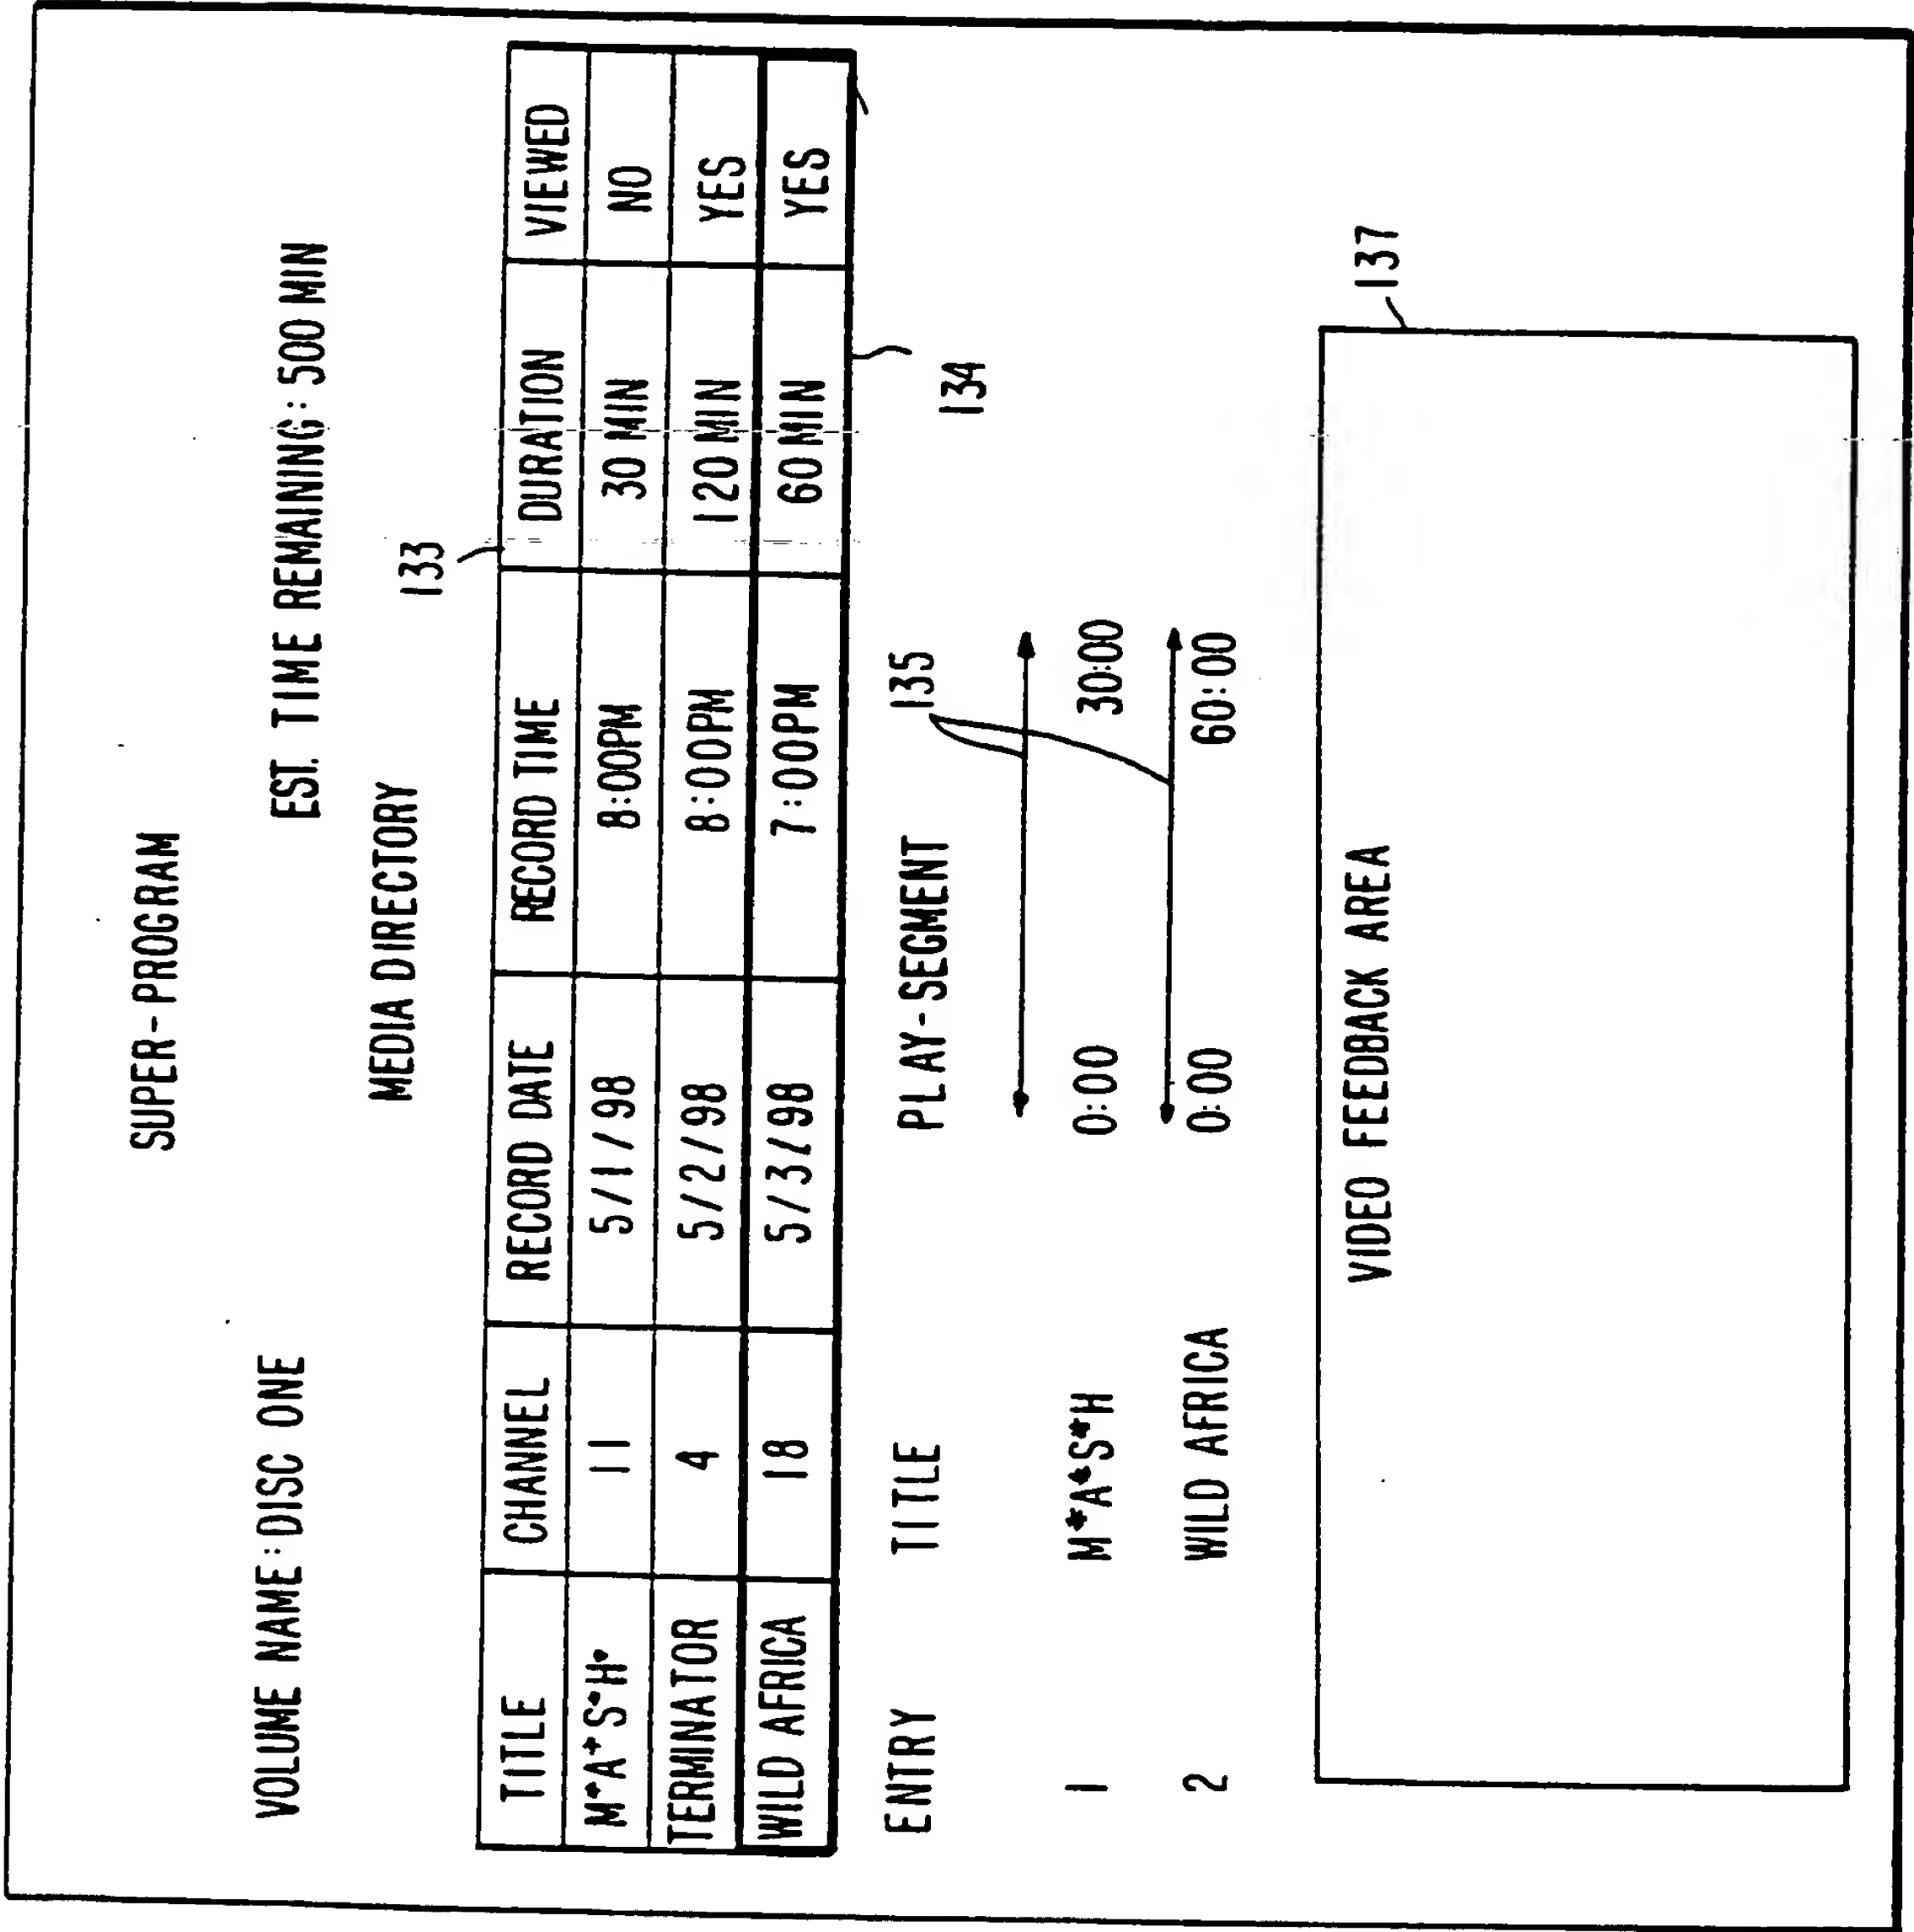 SUPER-PROGRAM
VOLUME NAME: DISC ONE EST. TIME REMAINING: 500 MIN
MEDIA DIRECTORY 133
TITLE CHANNEL RECORD DATE RECORD TIME DURATION VIEWED
M*A*S*H* 11 5/1/98 8:00PM 30 MIN NO
TERMINATOR 4 5/2/98 8:00PM 120 MIN YES
WILD AFRICA 18 5/3/98 7:00PM 60 MIN YES
134
ENTRY TITLE PLAY-SEGMENT 135
1 M*A*S*H 0:00 30:00
2 WILD AFRICA 0:00 60:00
137
VIDEO FEEDBACK AREA